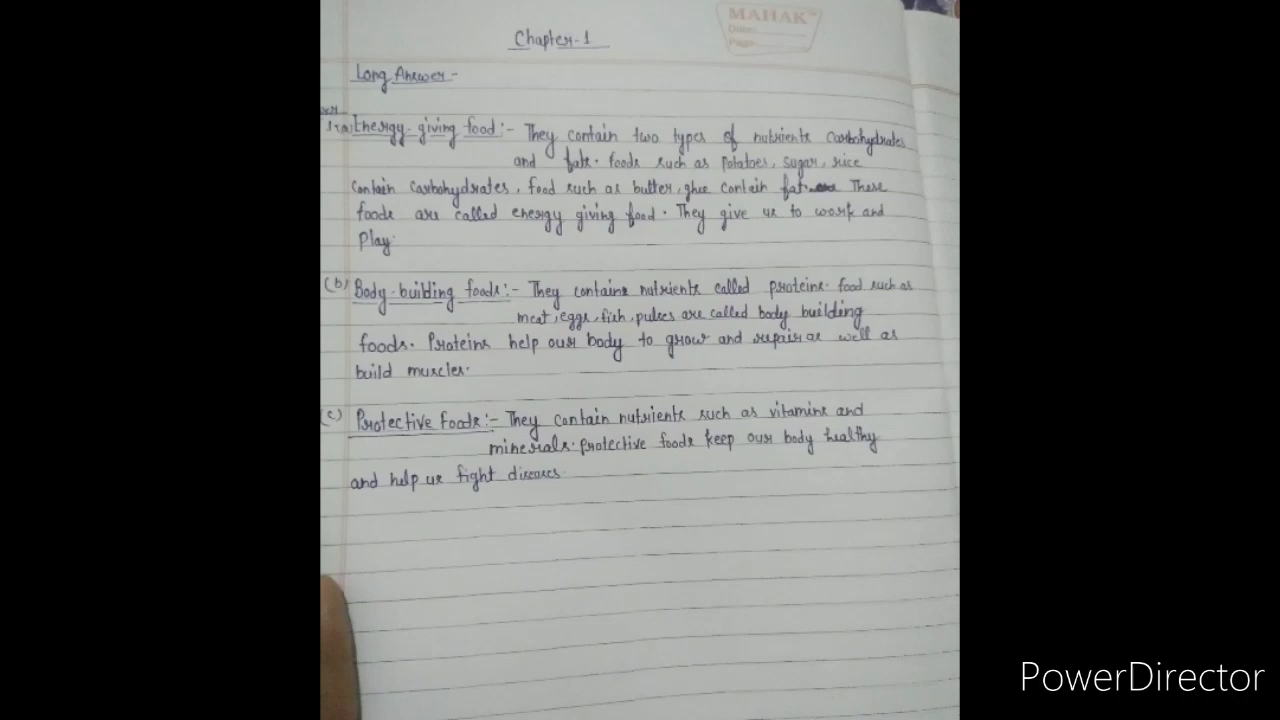 MAHAK
Date:
Page:
Chapter-1
Long Answer -
(a) Energy-giving food:- They contain two types of nutrients carbohydrates
and fats. foods such as potatoes, sugar, rice
contain carbohydrates, food such as butter, ghee contain fat. These
foods are called energy giving food. They give us to work and
Play.
(b) Body-building foods:- They contains nutrients called proteins. food such as
meat, eggs, fish, pulses are called body building
foods. Proteins help our body to grow and repair as well as
build muscles.
(c) Protective Foods:- They contain nutrients such as vitamins and
minerals. protective foods keep our body healthy
and help us fight diseases.
PowerDirector